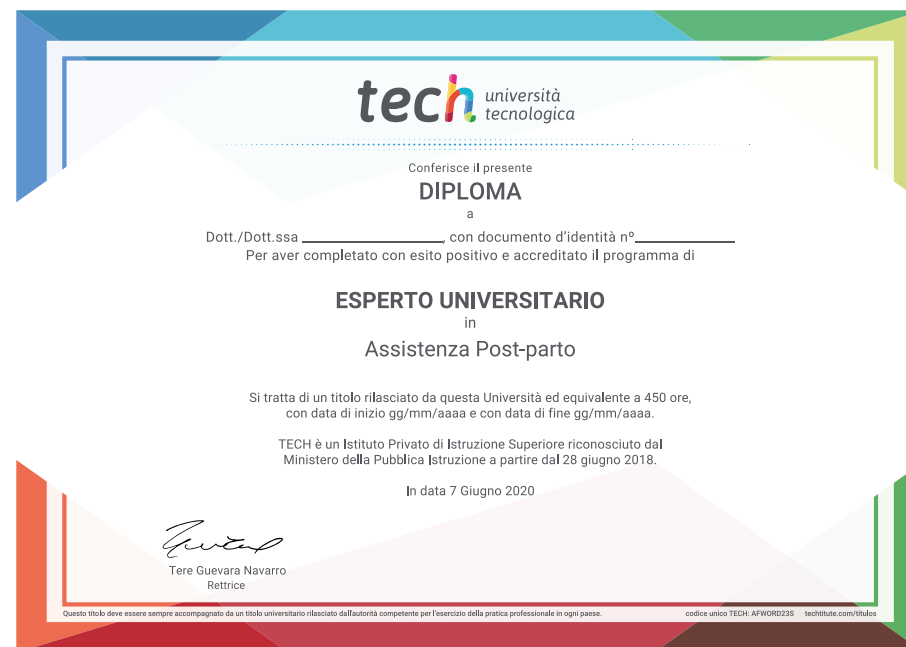 tech università
tecnologica
Conferisce il presente
DIPLOMA
a
Dott./Dott.ssa ____________________, con documento d'identità nº______________
Per aver completato con esito positivo e accreditato il programma di
ESPERTO UNIVERSITARIO
in
Assistenza Post-parto
Si tratta di un titolo rilasciato da questa Università ed equivalente a 450 ore,
con data di inizio gg/mm/aaaa e con data di fine gg/mm/aaaa.
TECH è un Istituto Privato di Istruzione Superiore riconosciuto dal
Ministero della Pubblica Istruzione a partire dal 28 giugno 2018.
In data 7 Giugno 2020
Tere Guevara Navarro
Rettrice
Questo titolo deve essere sempre accompagnato da un titolo universitario rilasciato dall'autorità competente per l'esercizio della pratica professionale in ogni paese. codice unico TECH: AFWORD23S techtitute.com/titulos